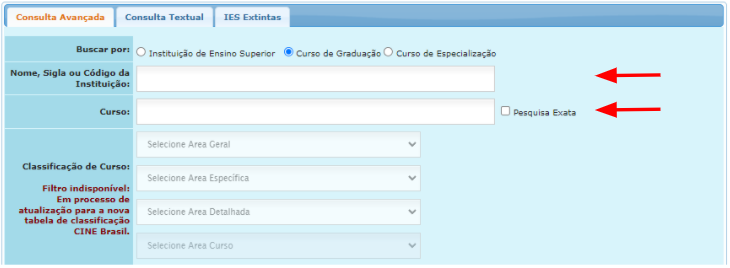 Consulta Avançada Consulta Textual IES Extintas
Buscar por: Instituição de Ensino Superior Curso de Graduação Curso de Especialização
Nome, Sigla ou Código da
Instituição:
Curso: Pesquisa Exata
Selecione Area Geral
Classificação de Curso:
Selecione Area Específica
Filtro indisponível:
Em processo de
atualização para a nova
tabela de classificação
CINE Brasil.
Selecione Area Detalhada
Selecione Area Curso